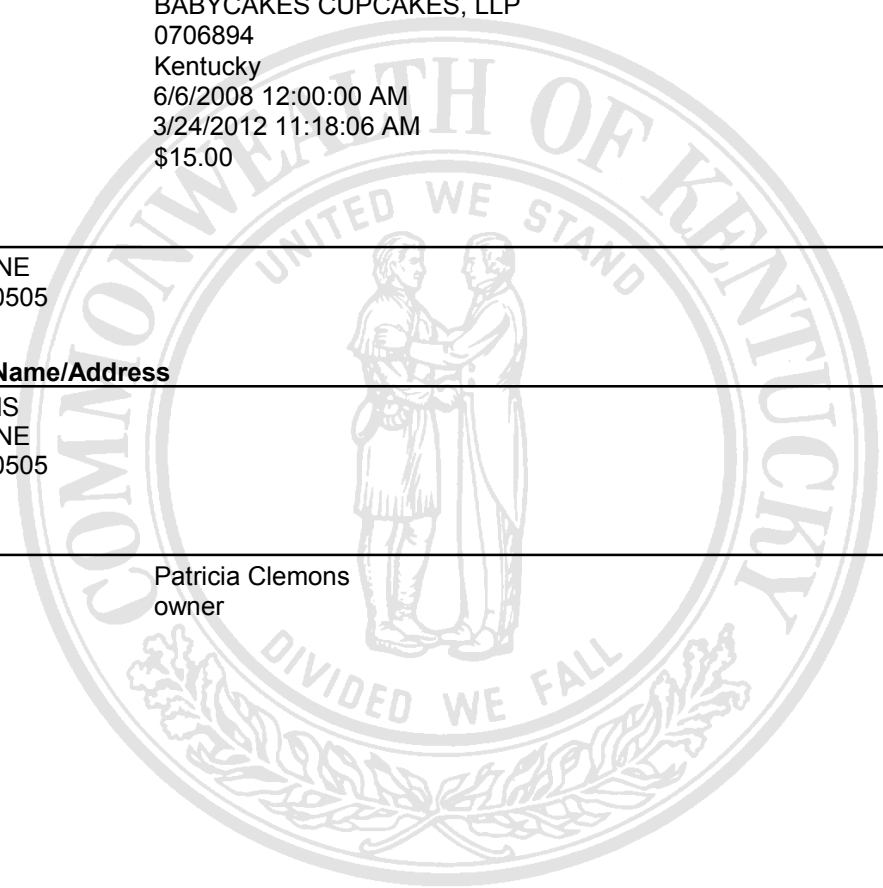 BABYCAKES CUPCAKES, LLP
0706894
Kentucky
6/6/2008 12:00:00 AM
3/24/2012 11:18:06 AM
$15.00
COMMONWEALTH OF KENTUCKY
UNITED WE STAND
NE
0505
Name/Address
NE
0505
Patricia Clemons
owner
DIVIDED WE FALL